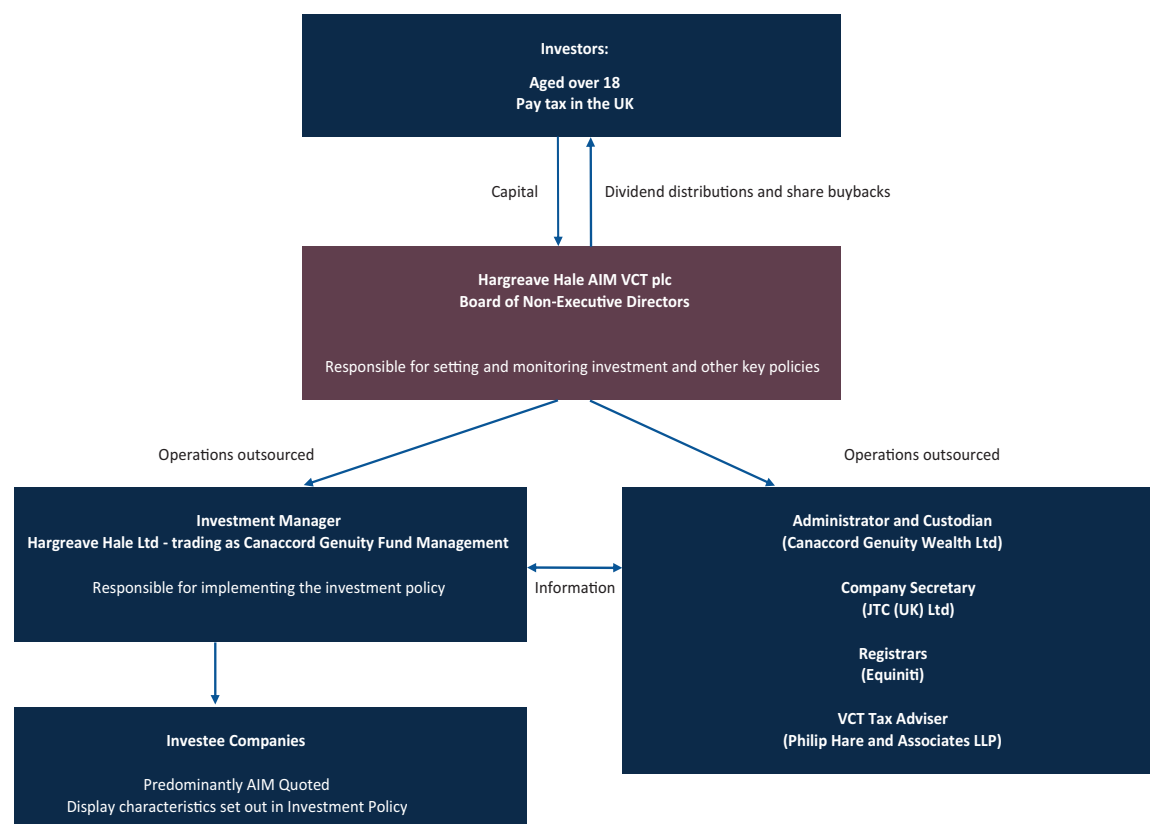 Investors:
Aged over 18
Pay tax in the UK
Capital
Dividend distributions and share buybacks
Hargreave Hale AIM VCT plc
Board of Non-Executive Directors
Responsible for setting and monitoring investment and other key policies
Operations outsourced
Operations outsourced
Investment Manager
Hargreave Hale Ltd - trading as Canaccord Genuity Fund Management
Responsible for implementing the investment policy
Information
Administrator and Custodian
(Canaccord Genuity Wealth Ltd)
Company Secretary
(JTC (UK) Ltd)
Registrars
(Equiniti)
VCT Tax Adviser
(Philip Hare and Associates LLP)
Investee Companies
Predominantly AIM Quoted
Display characteristics set out in Investment Policy